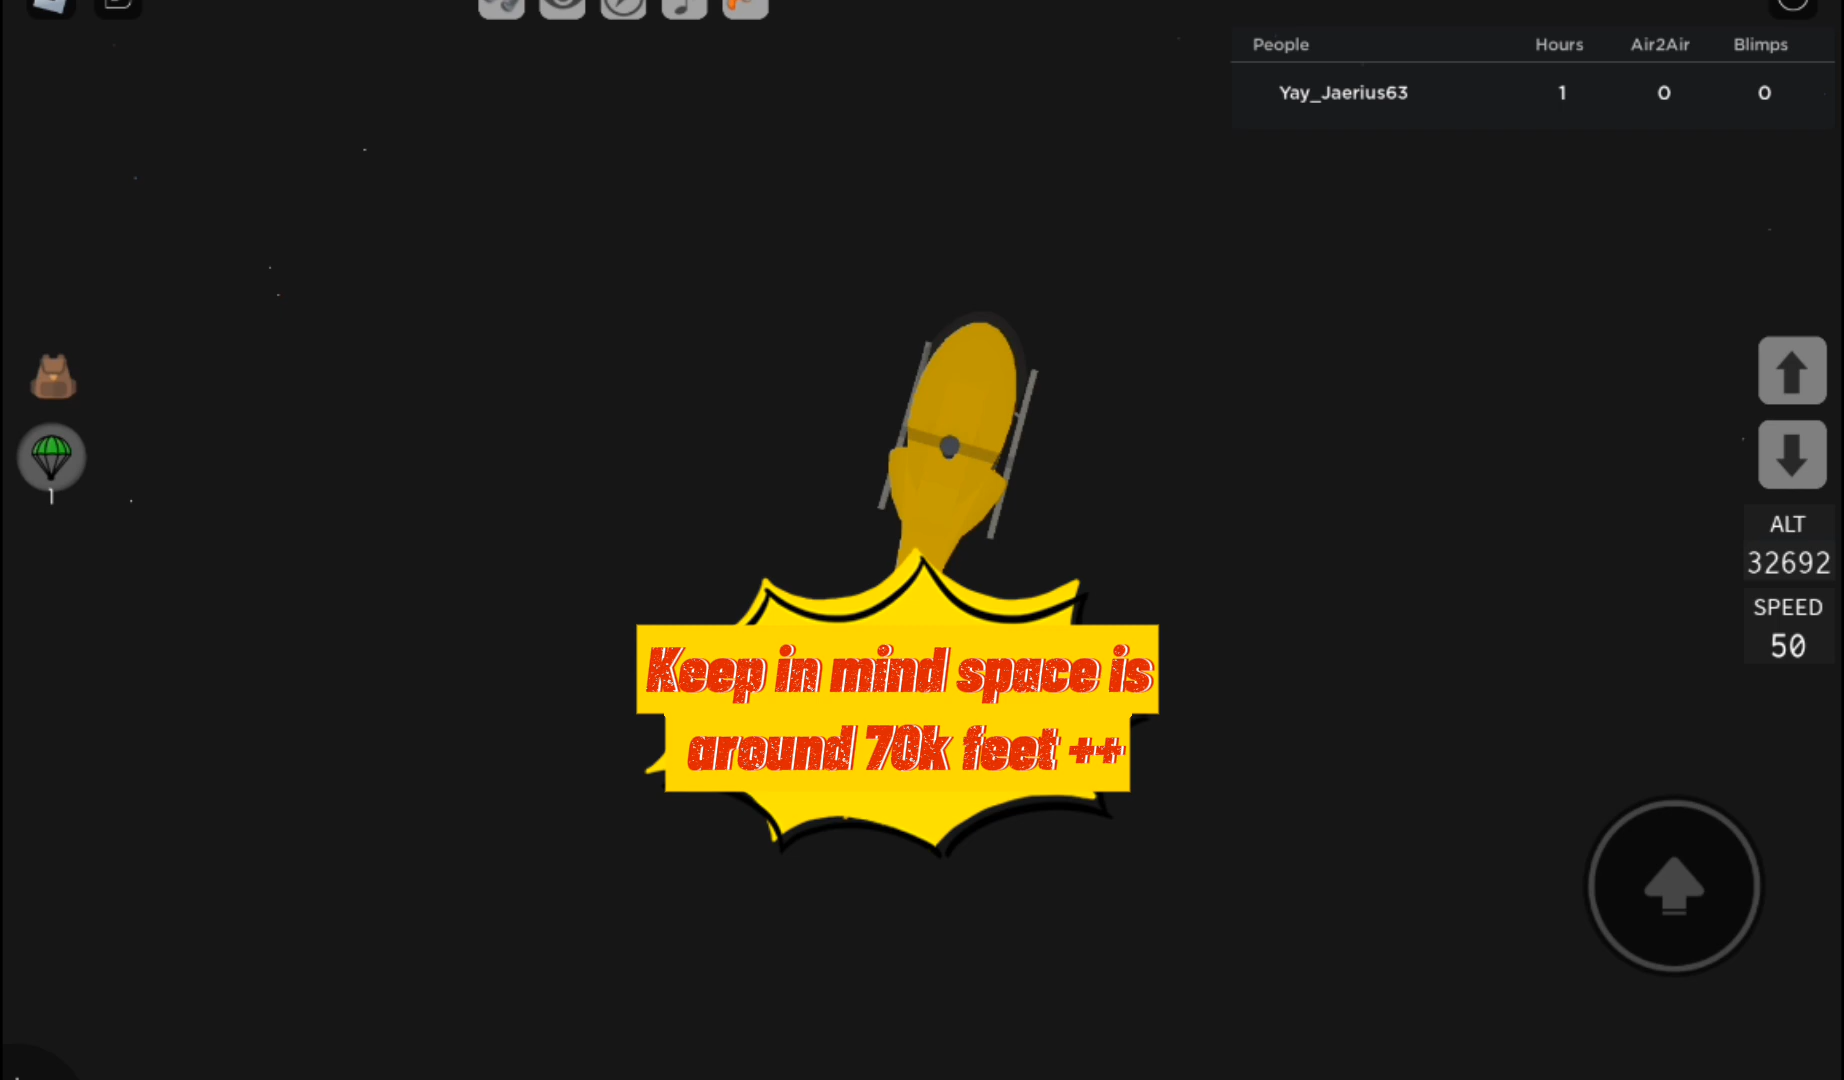 People Hours Air2Air Blimps
Yay_Jaerius63 1 0 0
1
ALT
32692
SPEED
50
Keep in mind space is
around 70k feet ++